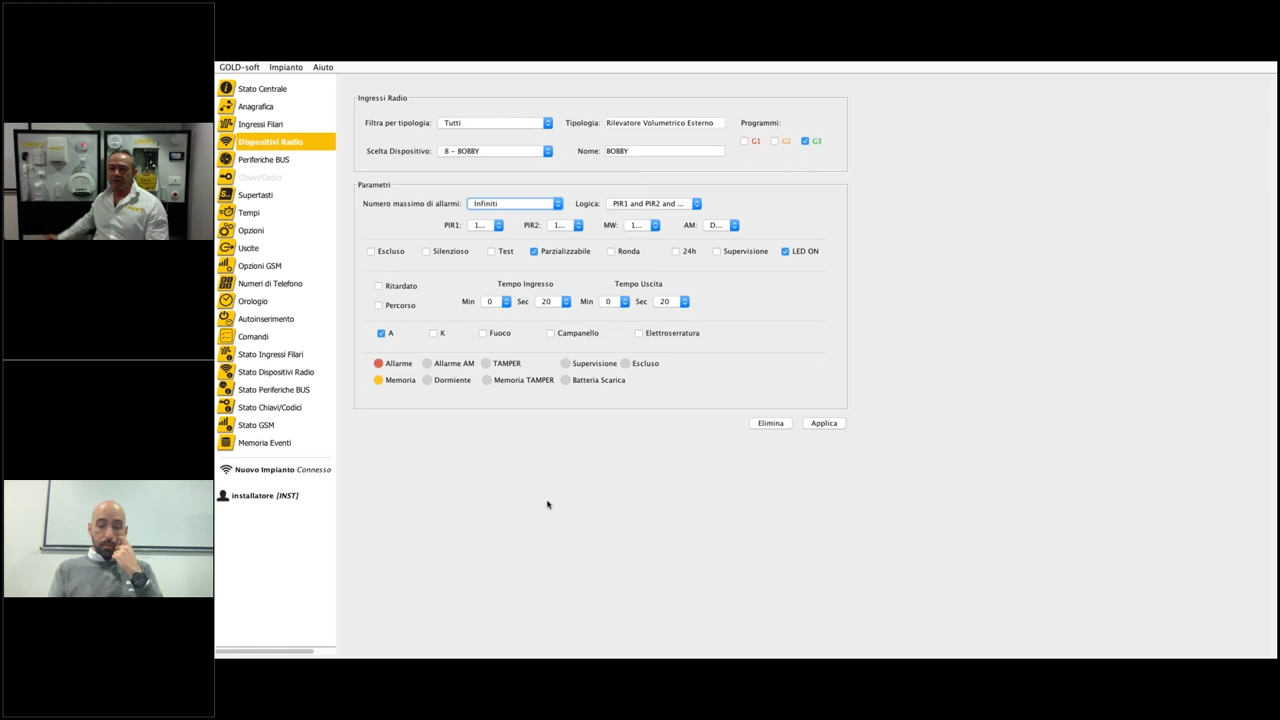 GOLD-soft Impianto Aiuto
Stato Centrale
Anagrafica
Ingressi Filari
Dispositivi Radio
Periferiche BUS
Chiavi/Codici
Supertasti
Tempi
Opzioni
Uscite
Opzioni GSM
Numeri di Telefono
Orologio
Autoinserimento
Comandi
Stato Ingressi Filari
Stato Dispositivi Radio
Stato Periferiche BUS
Stato Chiavi/Codici
Stato GSM
Memoria Eventi
Nuovo Impianto Connesso
installatore [INST]
Ingressi Radio
Filtra per tipologia: Tutti Tipologia: Rilevatore Volumetrico Esterno Programmi:
G1 G2 G3
Scelta Dispositivo: 8 - BOBBY Nome: BOBBY
Parametri
Numero massimo di allarmi: Infiniti Logica: PIR1 and PIR2 and ...
PIR1: 1... PIR2: 1... MW: 1... AM: D...
Escluso Silenzioso Test Parzializzabile Ronda 24h Supervisione LED ON
Ritardato Tempo Ingresso Tempo Uscita
Percorso Min 0 Sec 20 Min 0 Sec 20
A K Fuoco Campanello Elettroserratura
Allarme Allarme AM TAMPER Supervisione Escluso
Memoria Dormiente Memoria TAMPER Batteria Scarica
Elimina Applica